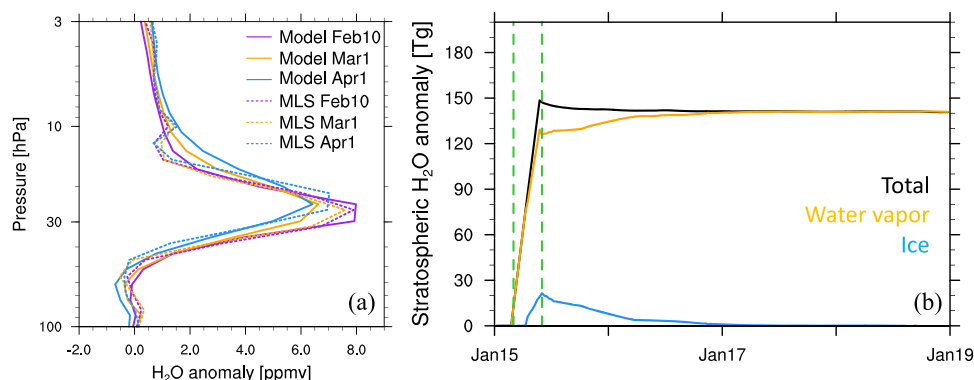 3
10
30
100
Pressure [hPa]
-2.0 0.0 2.0 4.0 6.0 8.0
H₂O anomaly [ppmv]
Model Feb10
Model Mar1
Model Apr1
MLS Feb10
MLS Mar1
MLS Apr1
(a)
Stratospheric H₂O anomaly [Tg]
180
150
120
90
60
30
0
Jan15 Jan17 Jan19
Total
Water vapor
Ice
(b)